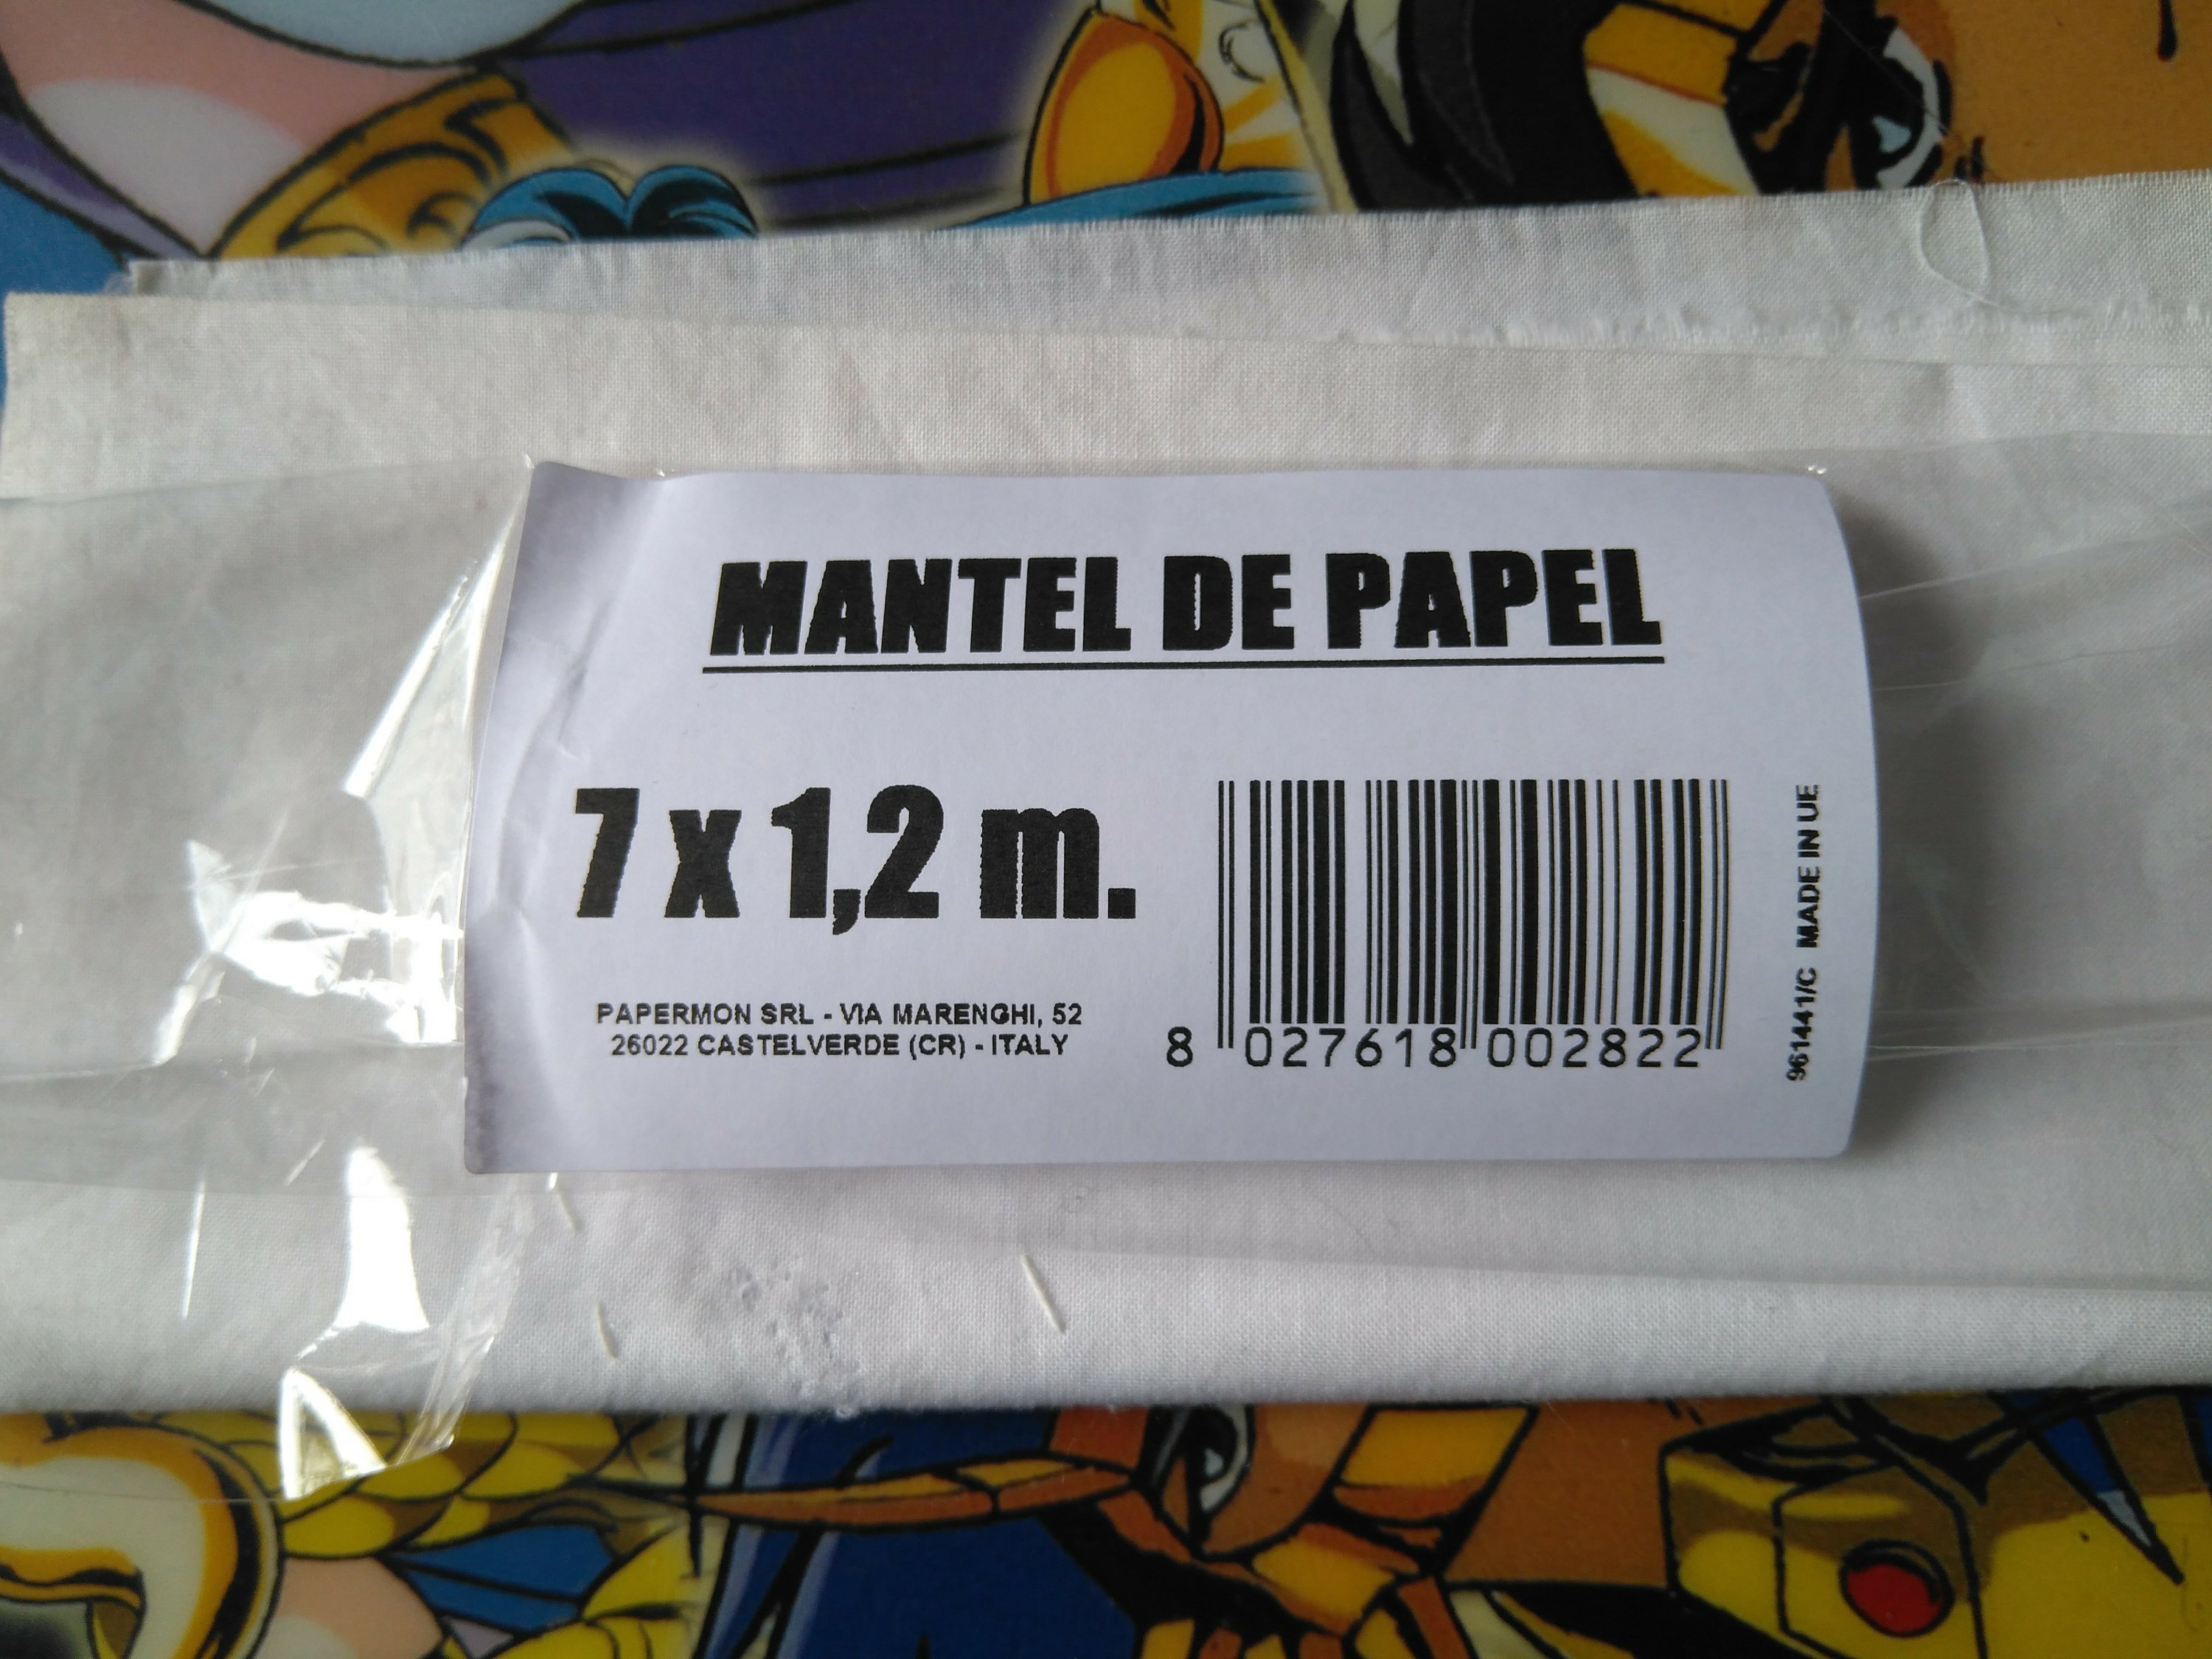 MANTEL DE PAPEL
7 x 1,2 m.
PAPERMON SRL - VIA MARENGHI, 52
26022 CASTELVERDE (CR) - ITALY
8 027618 002822
961441/C MADE IN UE